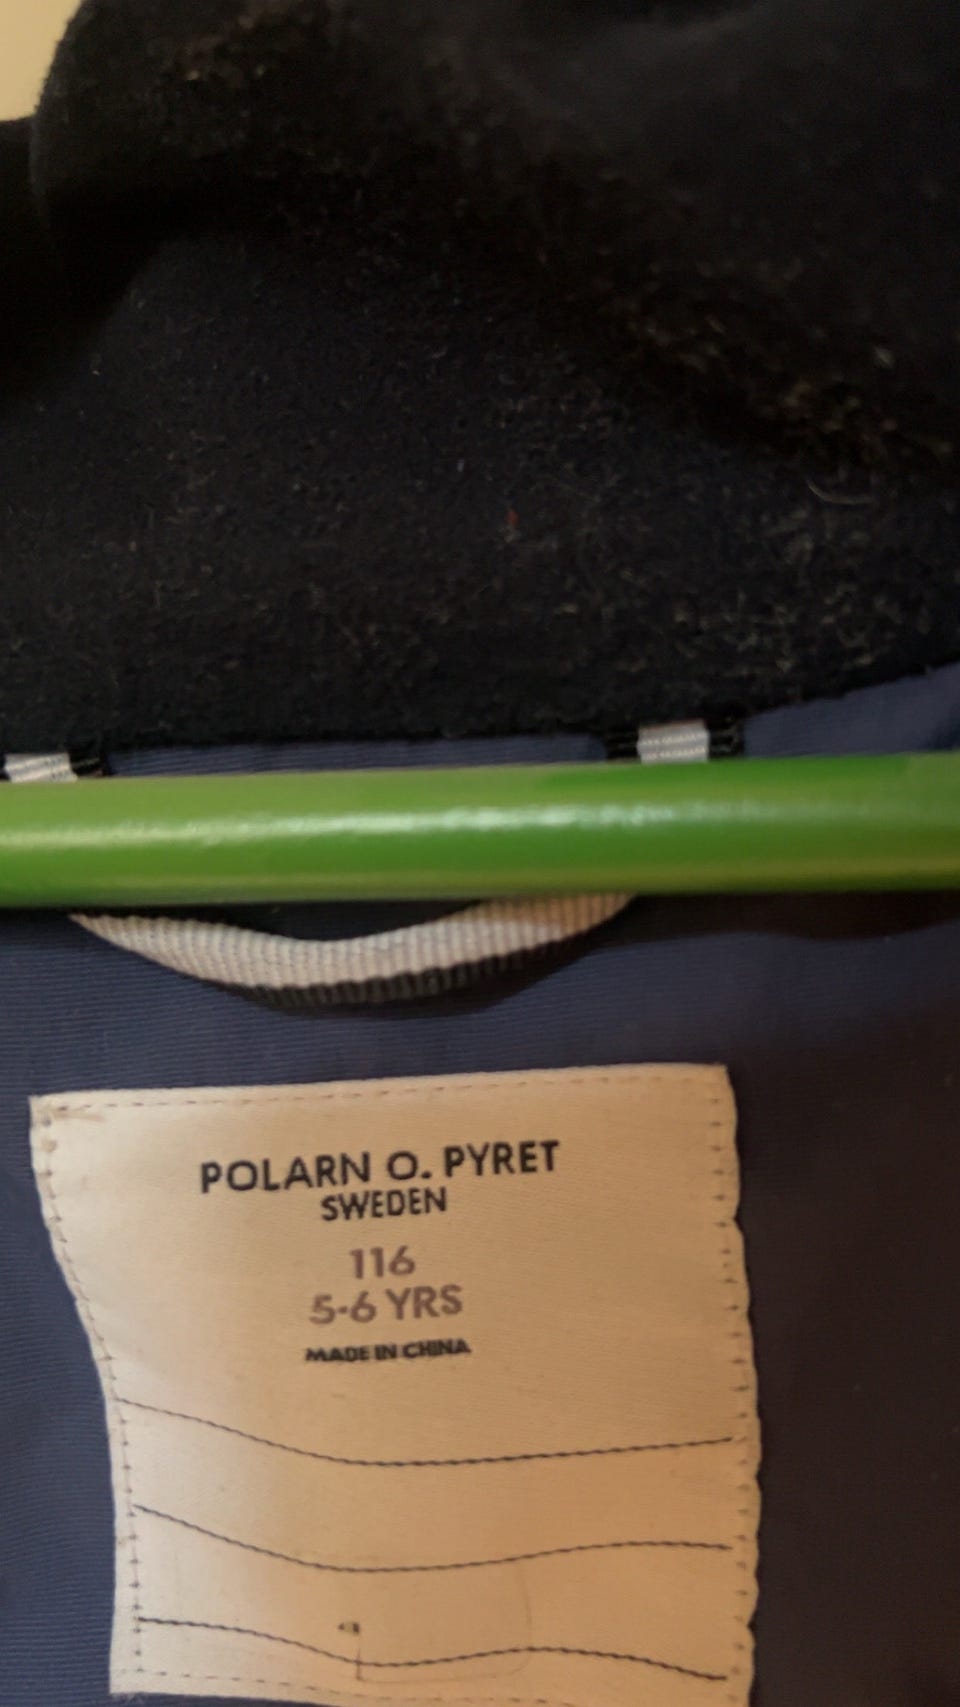 POLARN O. PYRET
SWEDEN
116
5-6 YRS
MADE IN CHINA